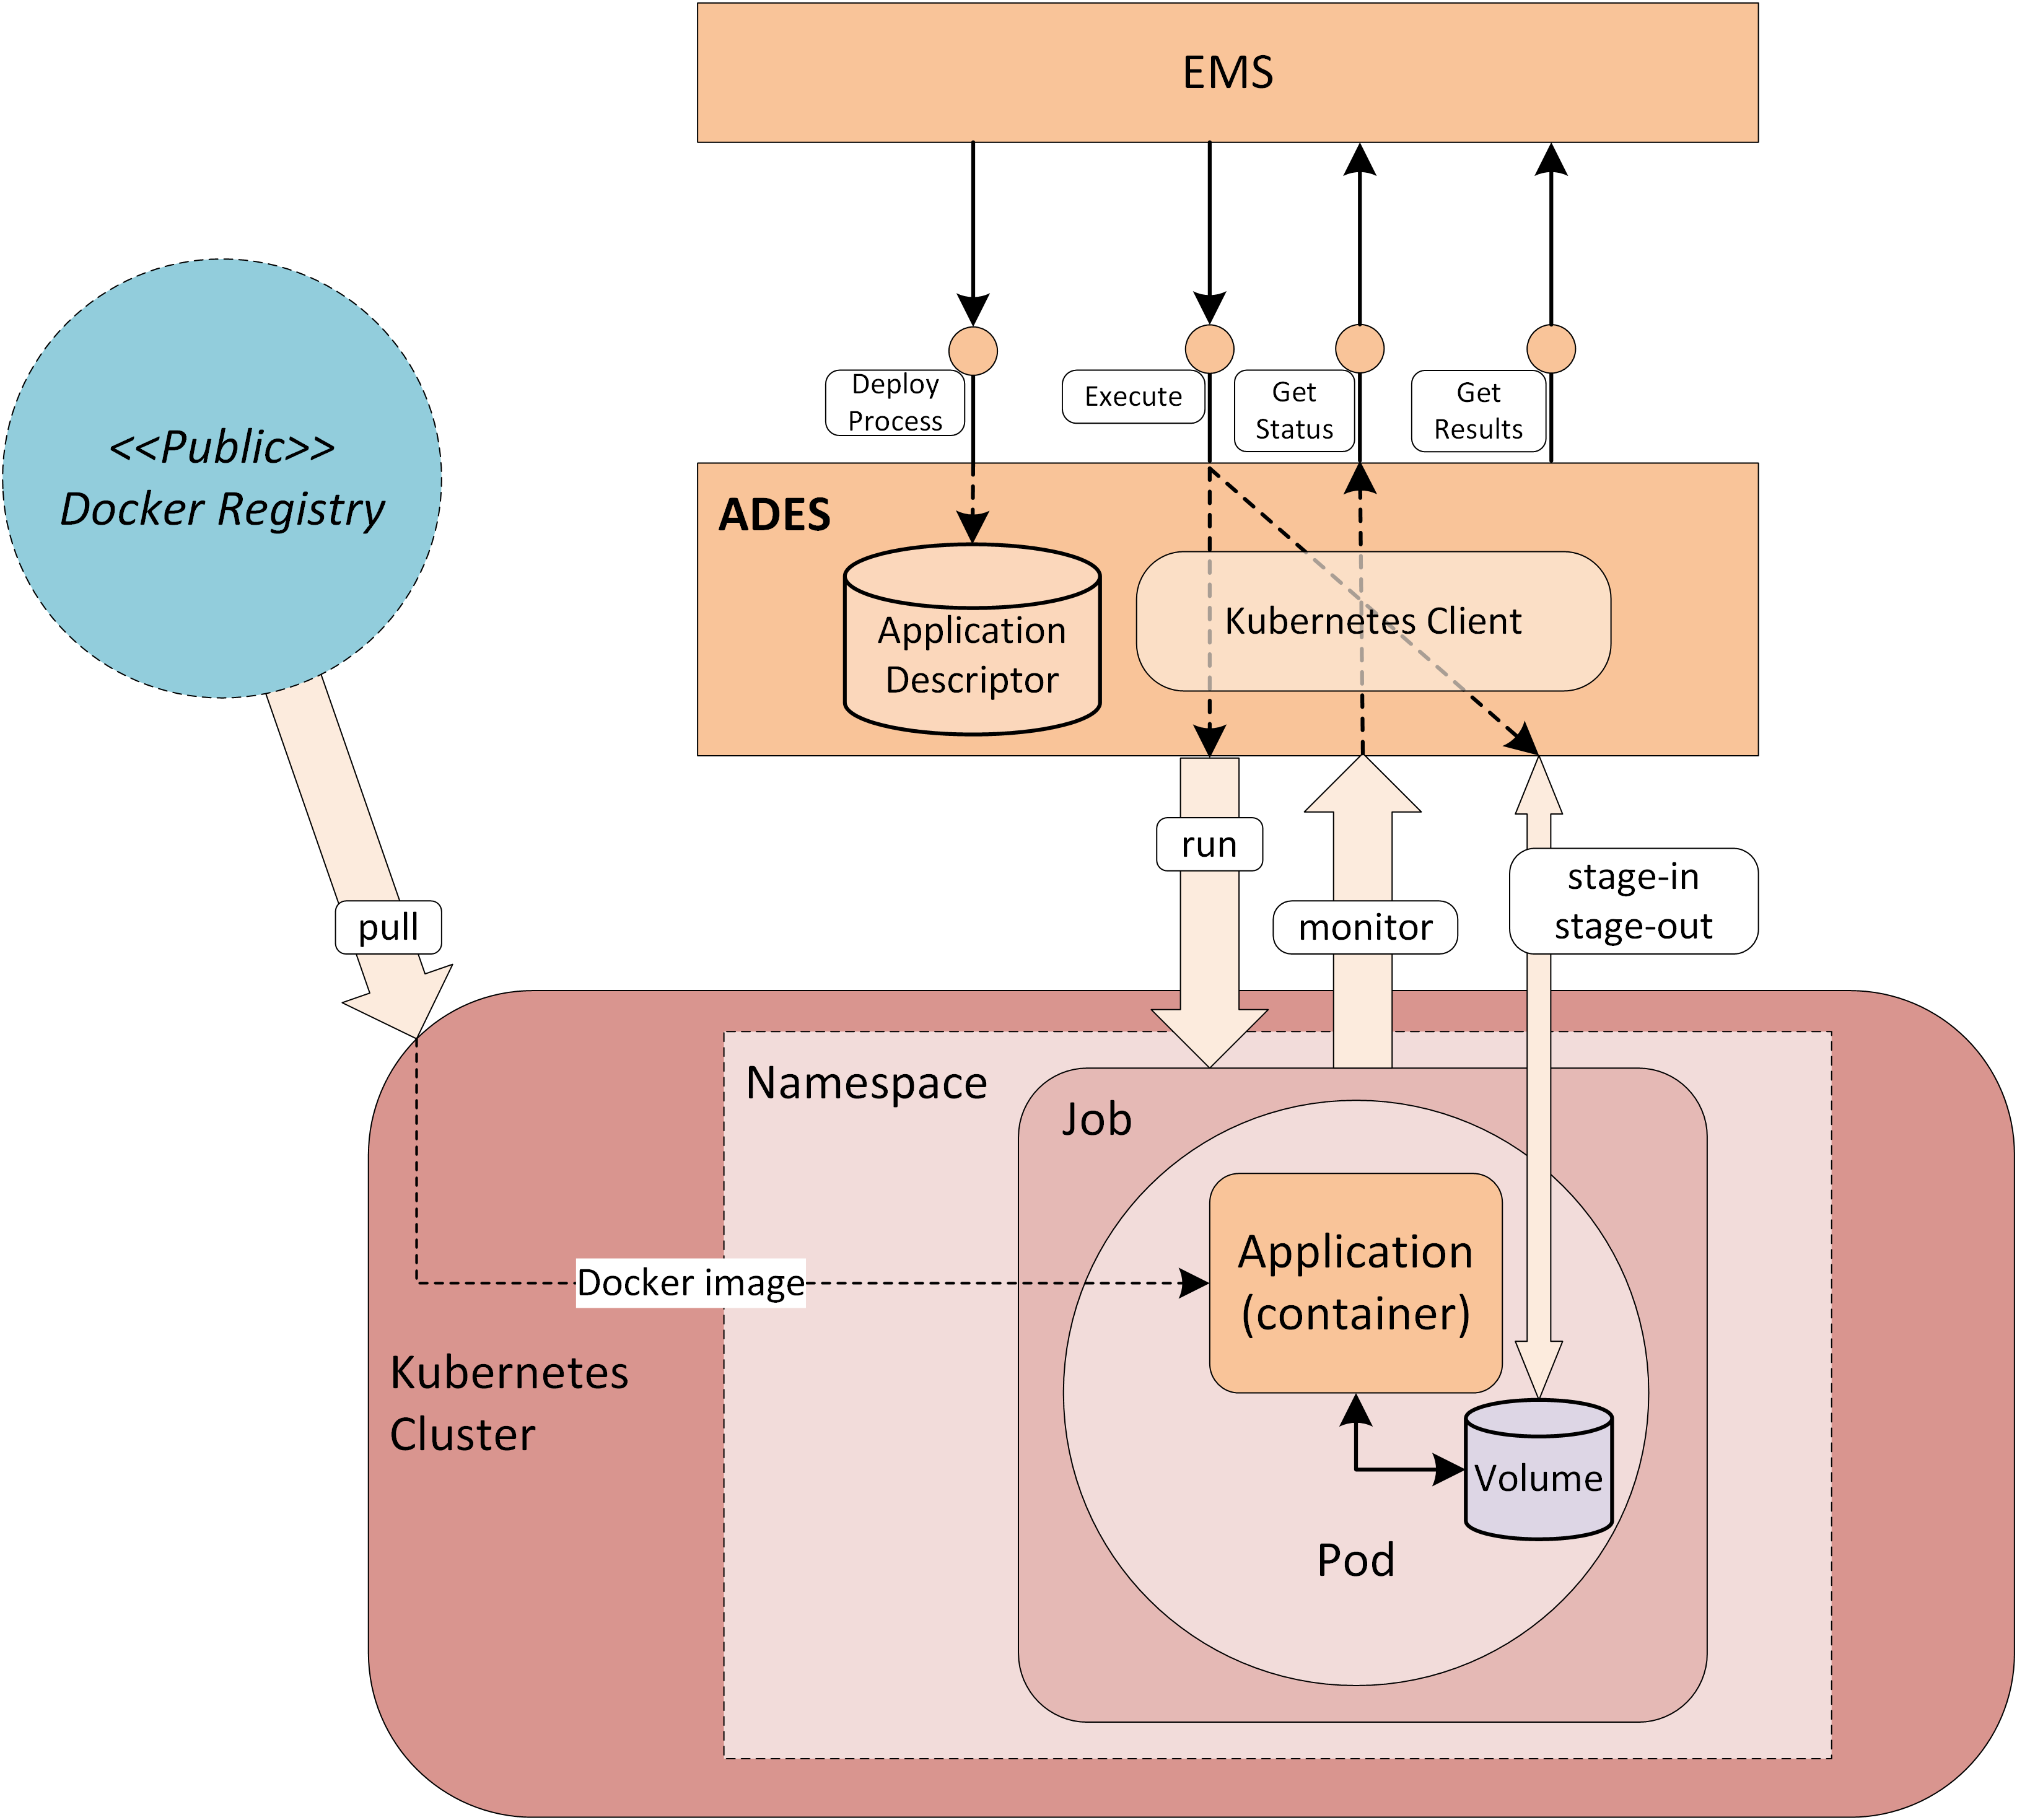 EMS
Deploy
Process
Execute
Get
Status
Get
Results
<<Public>>
Docker Registry
ADES
Application
Descriptor
Kubernetes Client
run
monitor
stage-in
stage-out
pull
Namespace
Job
Application
(container)
Docker image
Kubernetes
Cluster
Volume
Pod